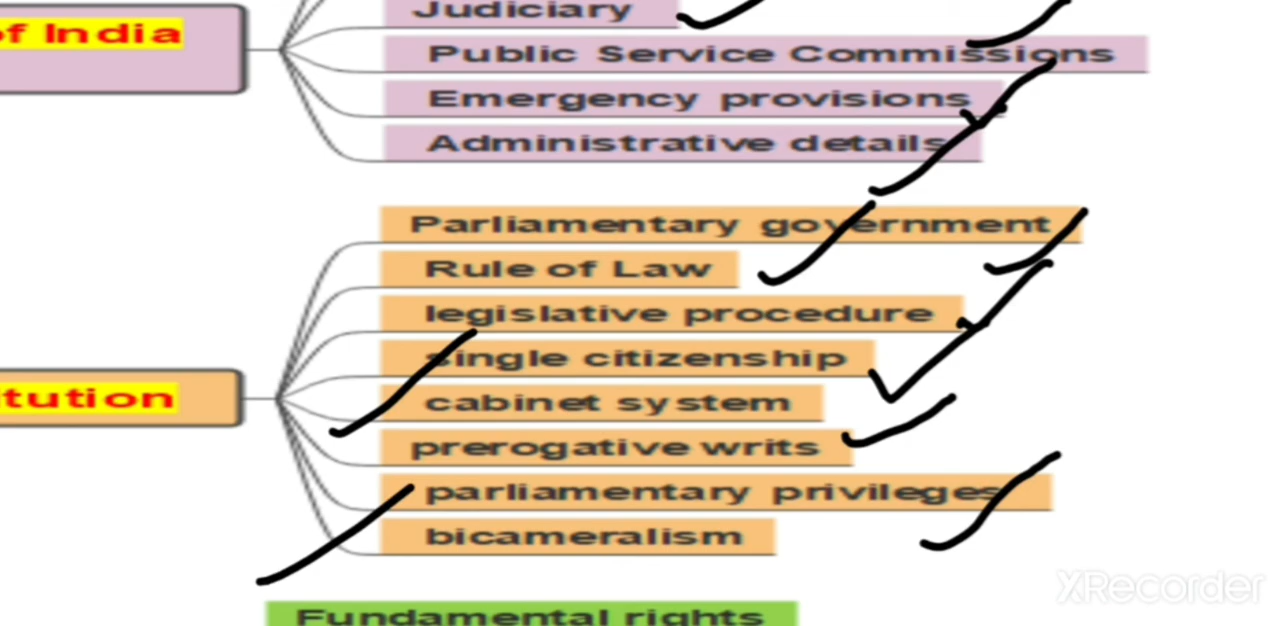 of India
Judiciary
Public Service Commissions
Emergency provisions
Administrative details
Parliamentary government
Rule of Law
legislative procedure
single citizenship
tution
cabinet system
prerogative writs
parliamentary privileges
bicameralism
Fundamental rights
XRecorder